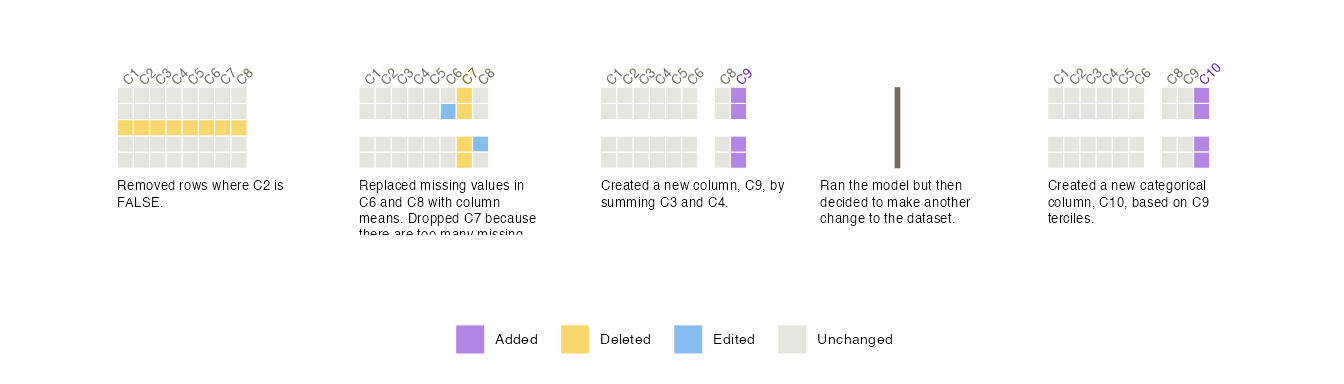 C1 C2 C3 C4 C5 C6 C7 C8
C1 C2 C3 C4 C5 C6 C7 C8
C1 C2 C3 C4 C5 C6 C8 C9
C1 C2 C3 C4 C5 C6 C8 C9 C10
Removed rows where C2 is
FALSE.
Replaced missing values in
C6 and C8 with column
means. Dropped C7 because
there are too many missing
Created a new column, C9, by
summing C3 and C4.
Ran the model but then
decided to make another
change to the dataset.
Created a new categorical
column, C10, based on C9
terciles.
Added Deleted Edited Unchanged